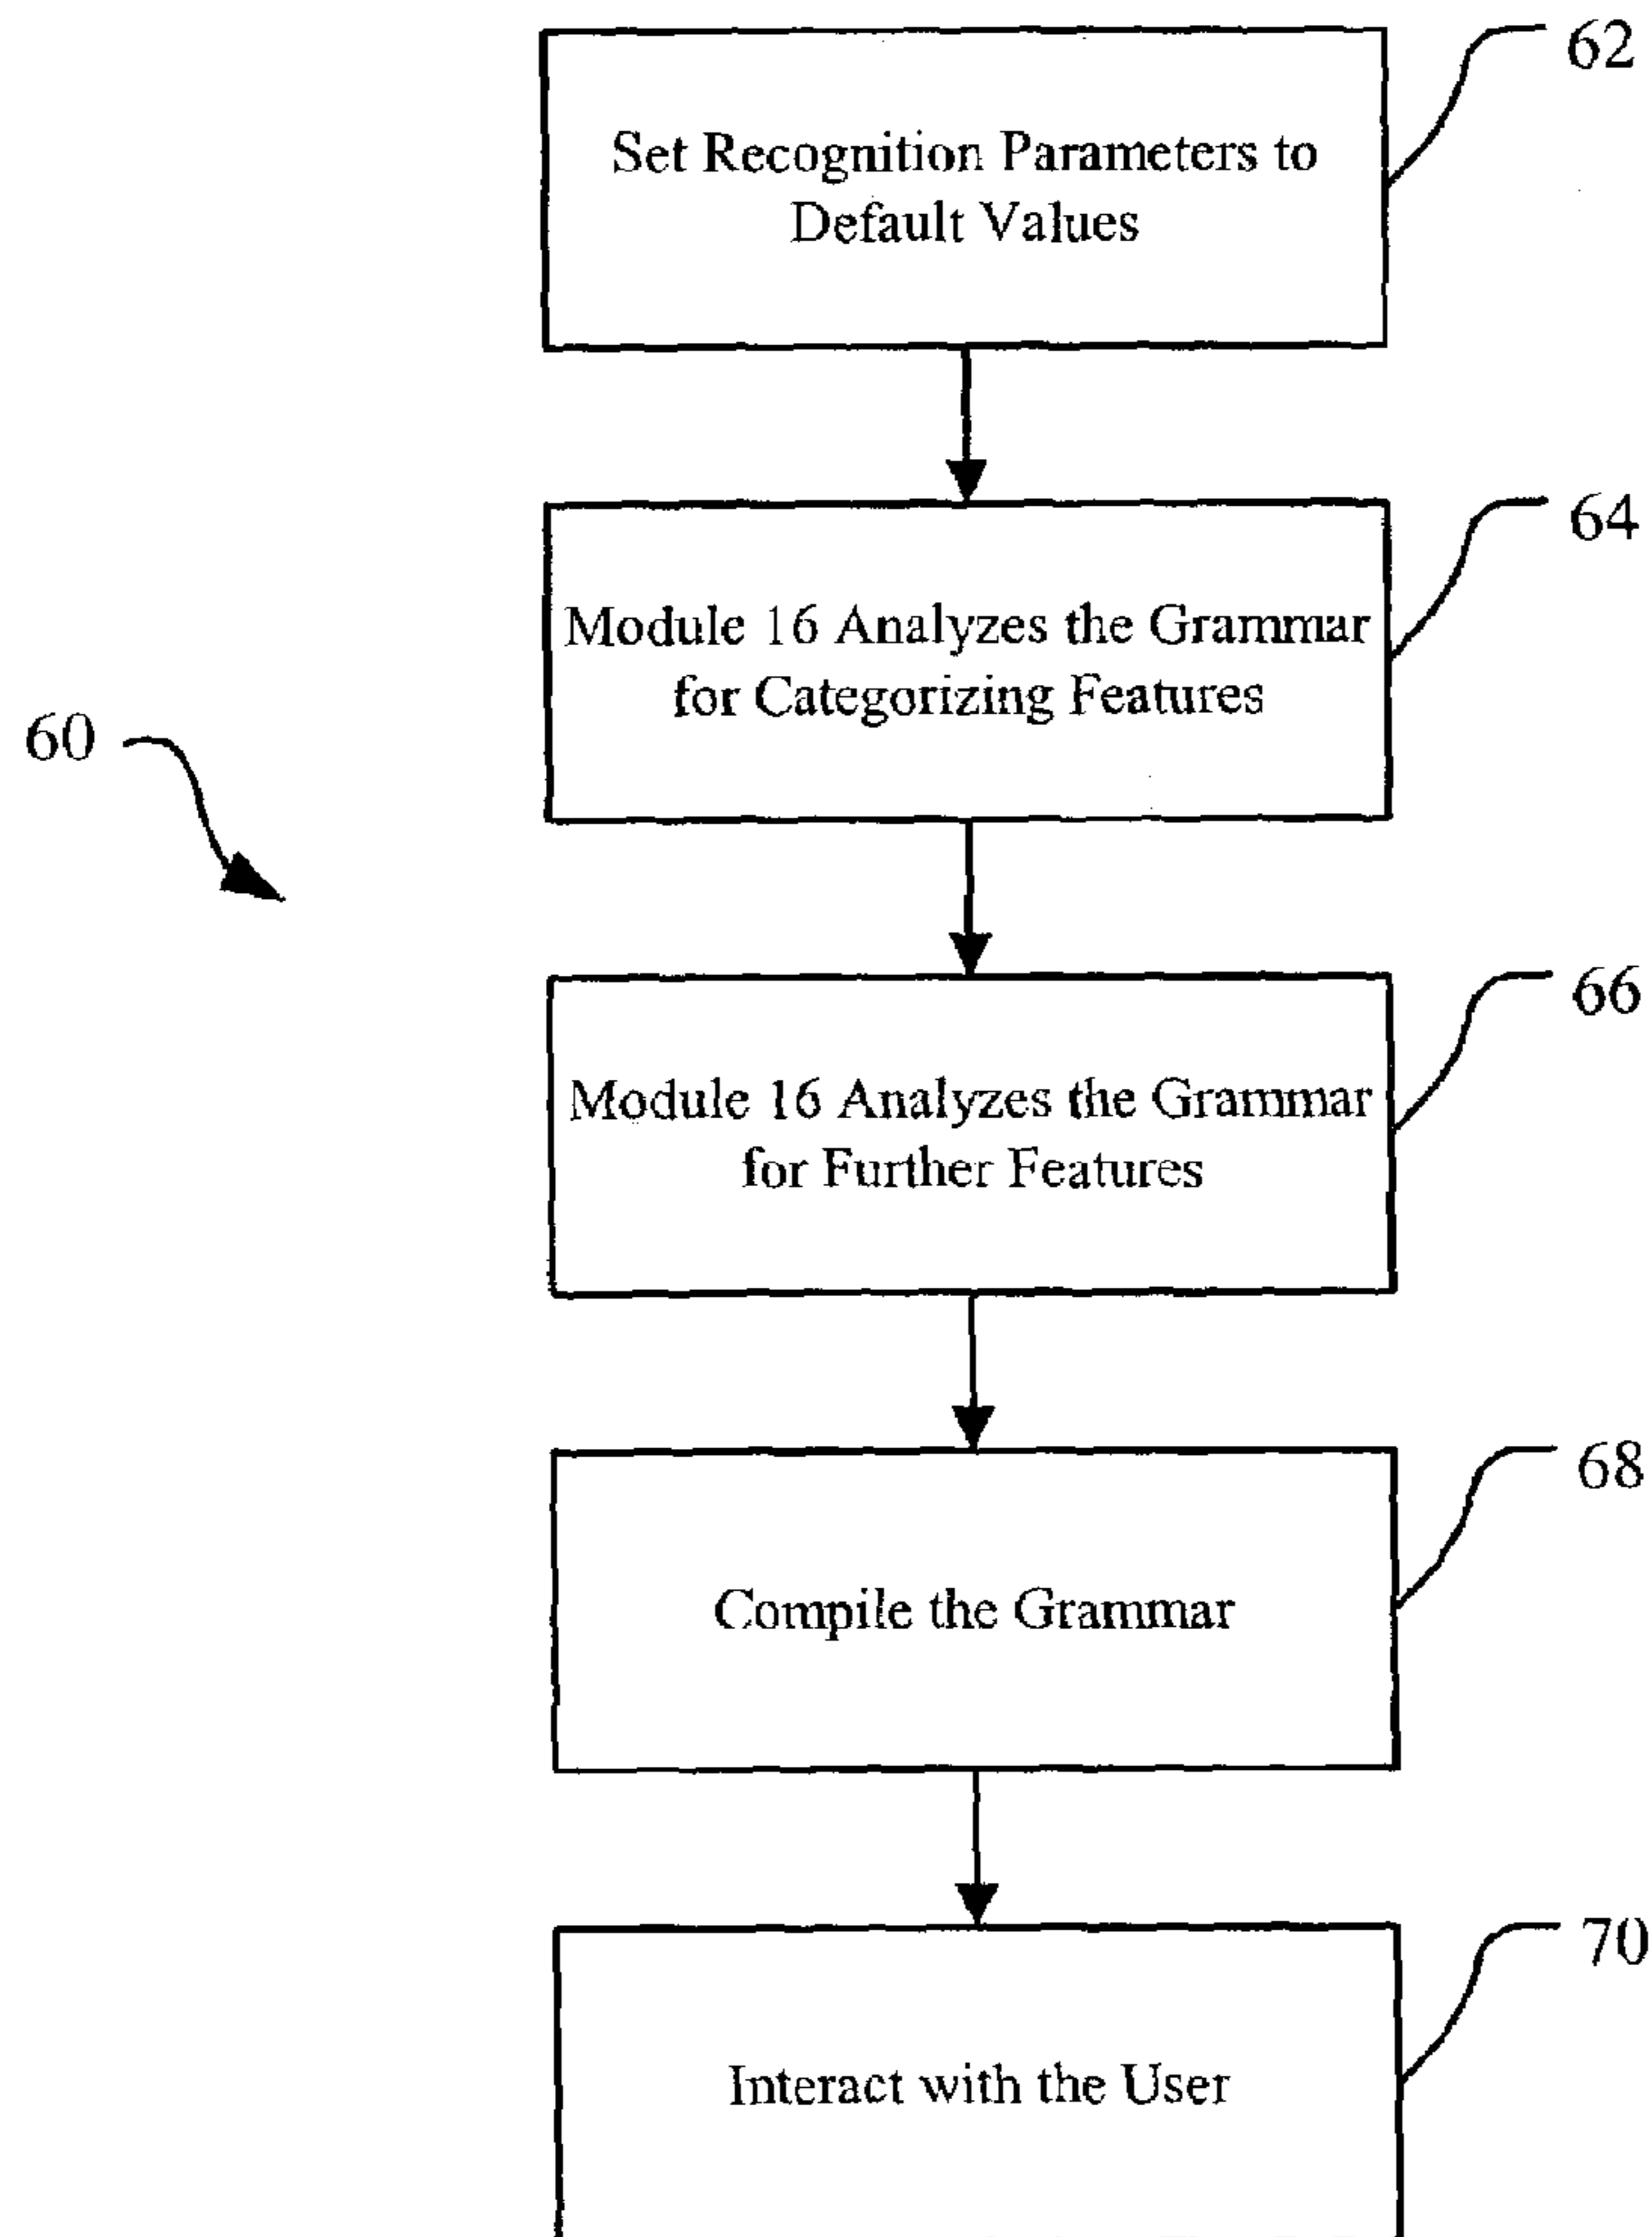 62
Set Recognition Parameters to
Default Values
64
Module 16 Analyzes the Grammar
for Categorizing Features
60
66
Module 16 Analyzes the Grammar
for Further Features
68
Compile the Grammar
70
Interact with the User